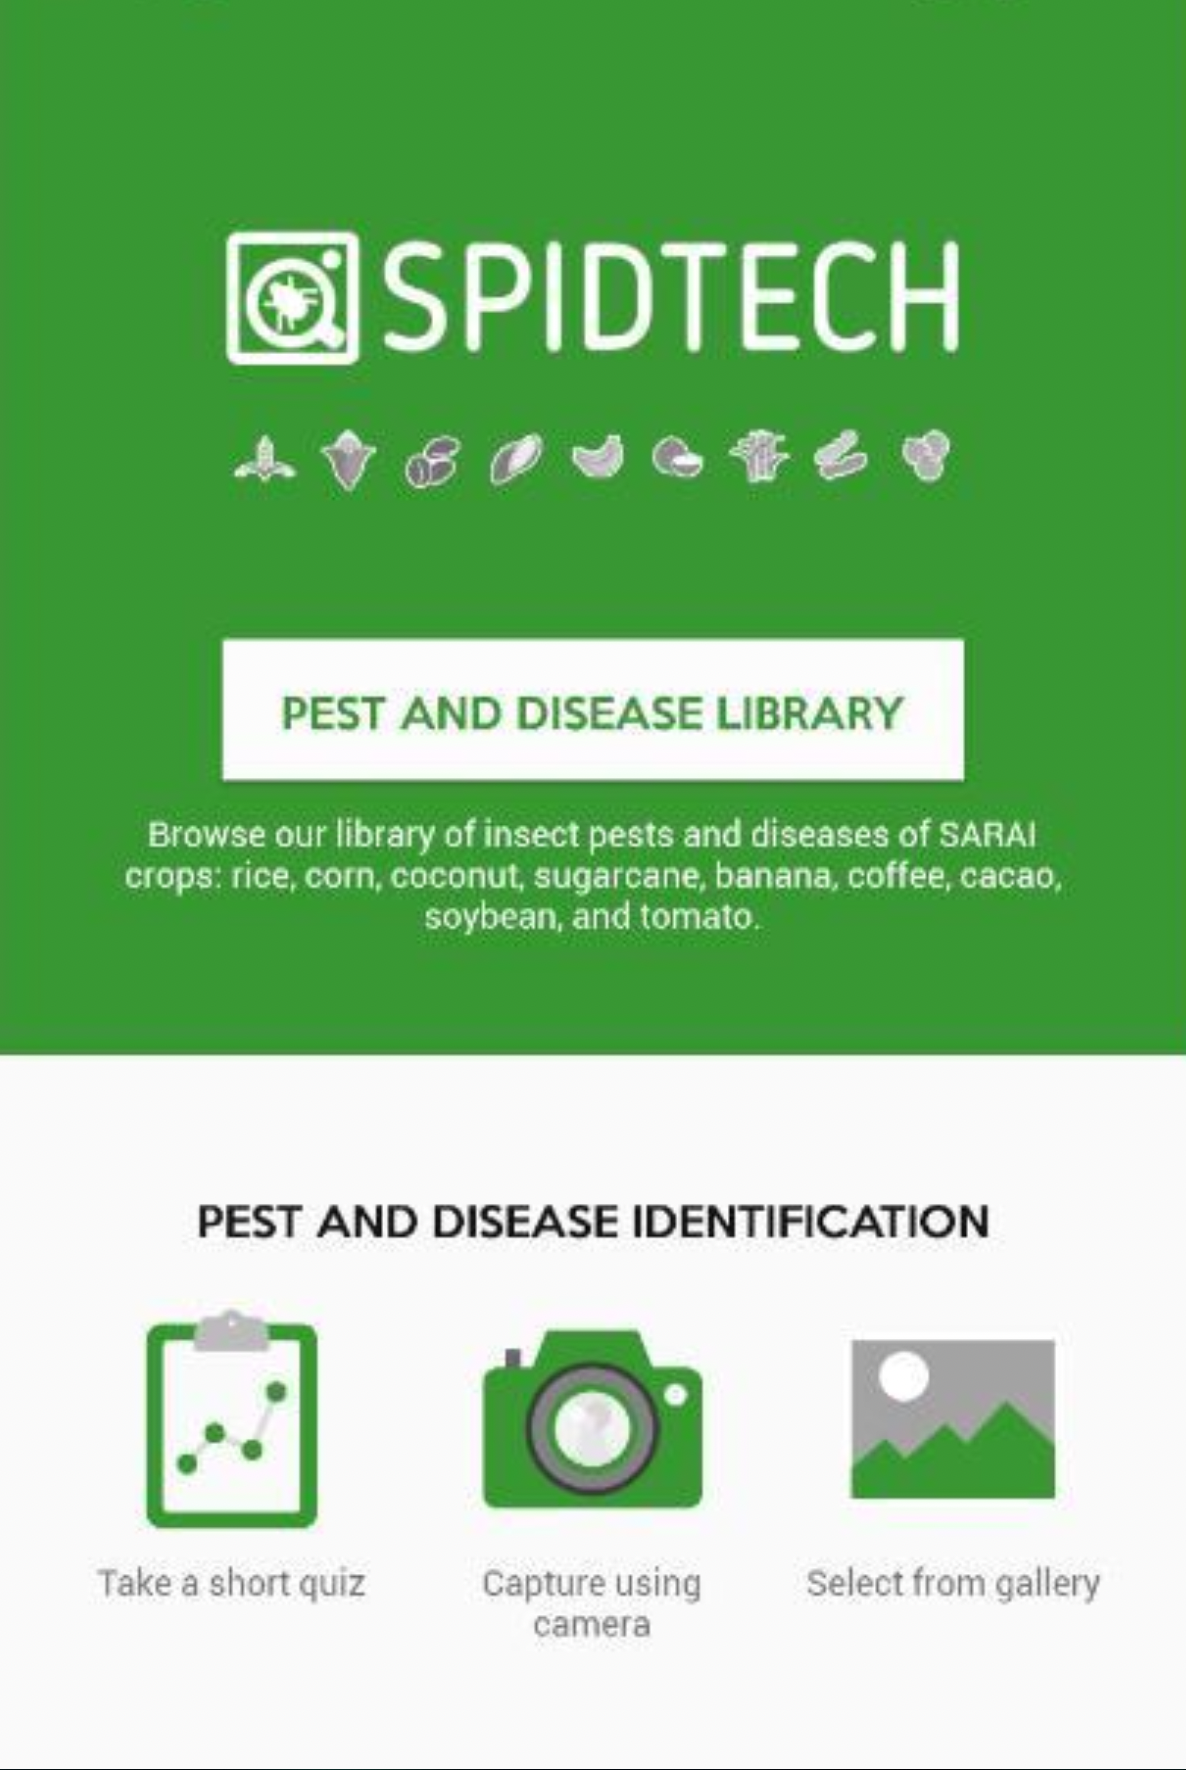 SPIDTECH
PEST AND DISEASE LIBRARY
Browse our library of insect pests and diseases of SARAI
crops: rice, corn, coconut, sugarcane, banana, coffee, cacao,
soybean, and tomato.
PEST AND DISEASE IDENTIFICATION
Take a short quiz
Capture using
camera
Select from gallery